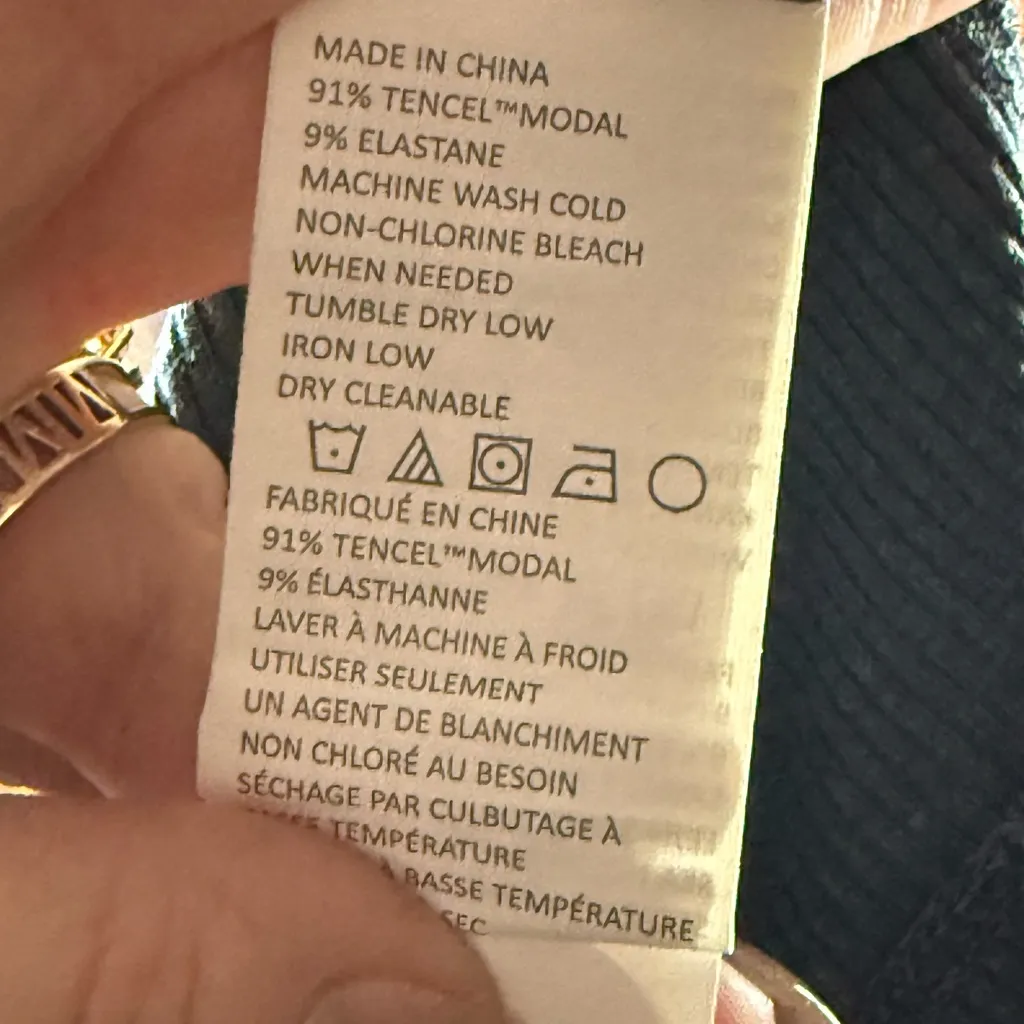 MADE IN CHINA
91% TENCEL™MODAL
9% ELASTANE
MACHINE WASH COLD
NON-CHLORINE BLEACH
WHEN NEEDED
TUMBLE DRY LOW
IRON LOW
DRY CLEANABLE
FABRIQUÉ EN CHINE
91% TENCEL™MODAL
9% ÉLASTHANNE
LAVER À MACHINE À FROID
UTILISER SEULEMENT
UN AGENT DE BLANCHIMENT
NON CHLORÉ AU BESOIN
SÉCHAGE PAR CULBUTAGE À
TEMPÉRATURE
À BASSE TEMPÉRATURE
SEC